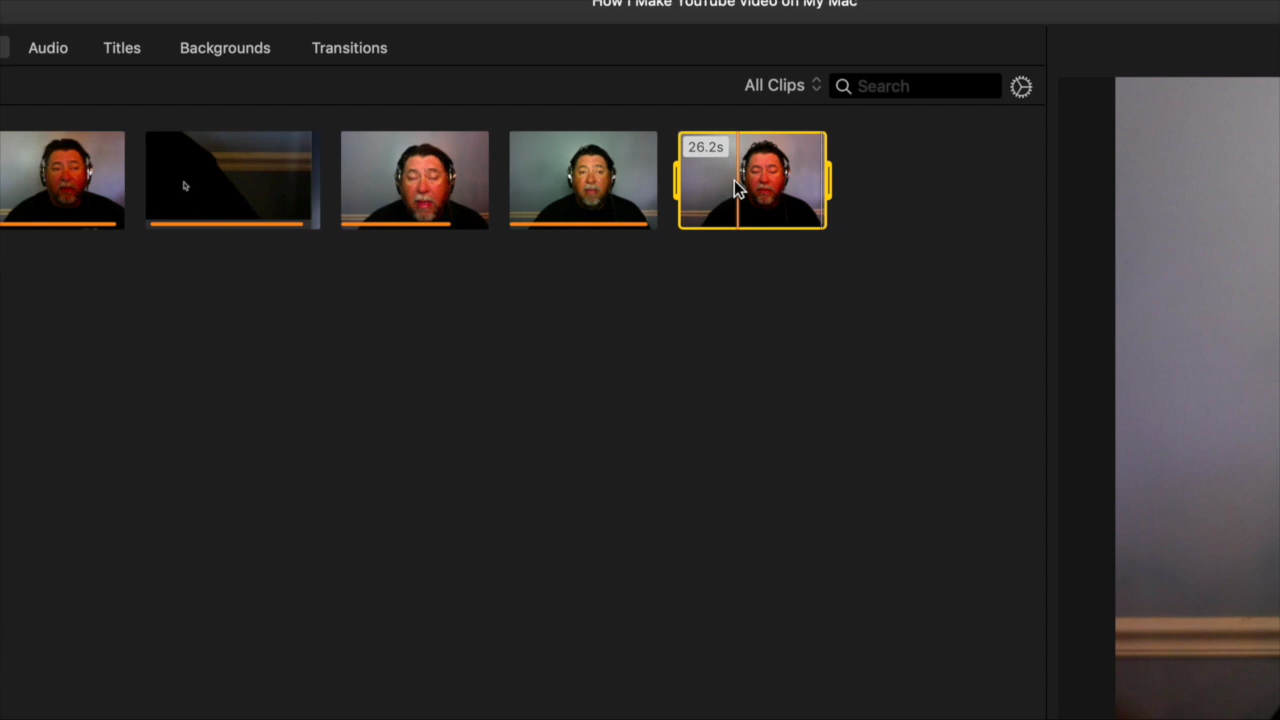 How I Make YouTube video on My Mac
Audio Titles Backgrounds Transitions
All Clips Search
26.2s